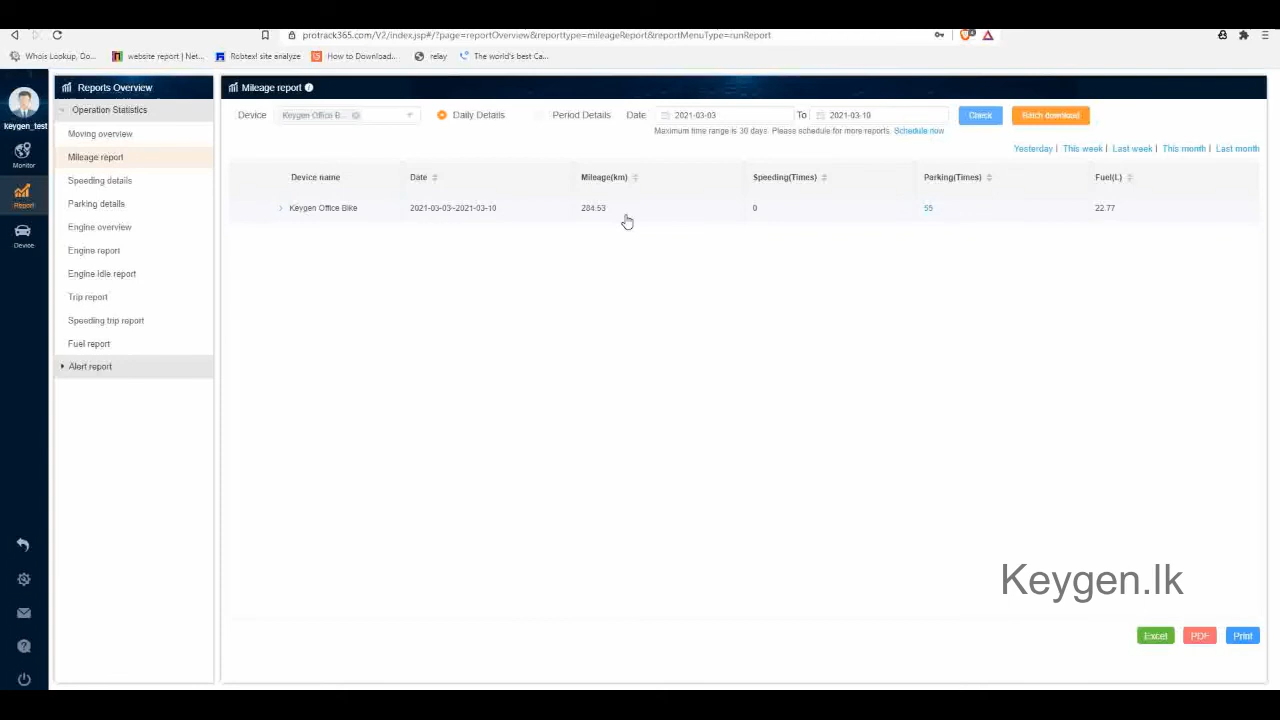 protrack365.com/V2/index.jsp#/?page=reportOverview&reporttype=mileageReport&reportMenuType=runReport
Whois Lookup, Do...
website report | Net...
Robtexl site analyze
How to Download...
relay
The world's best Ca...
keygen_test
Monitor
Report
Device
Reports Overview
Operation Statistics
Moving overview
Mileage report
Speeding details
Parking details
Engine overview
Engine report
Engine Idle report
Trip report
Speeding trip report
Fuel report
Alert report
Mileage report
Device Keygen Office B... Daily Details Period Details Date 2021-03-03 To 2021-03-10 Check Batch download
Maximum time range is 30 days. Please schedule for more reports. Schedule now
Yesterday | This week | Last week | This month | Last month
Device name Date Mileage(km) Speeding(Times) Parking(Times) Fuel(L)
Keygen Office Bike 2021-03-03~2021-03-10 284.53 0 55 22.77
Keygen.lk
Excel PDF Print